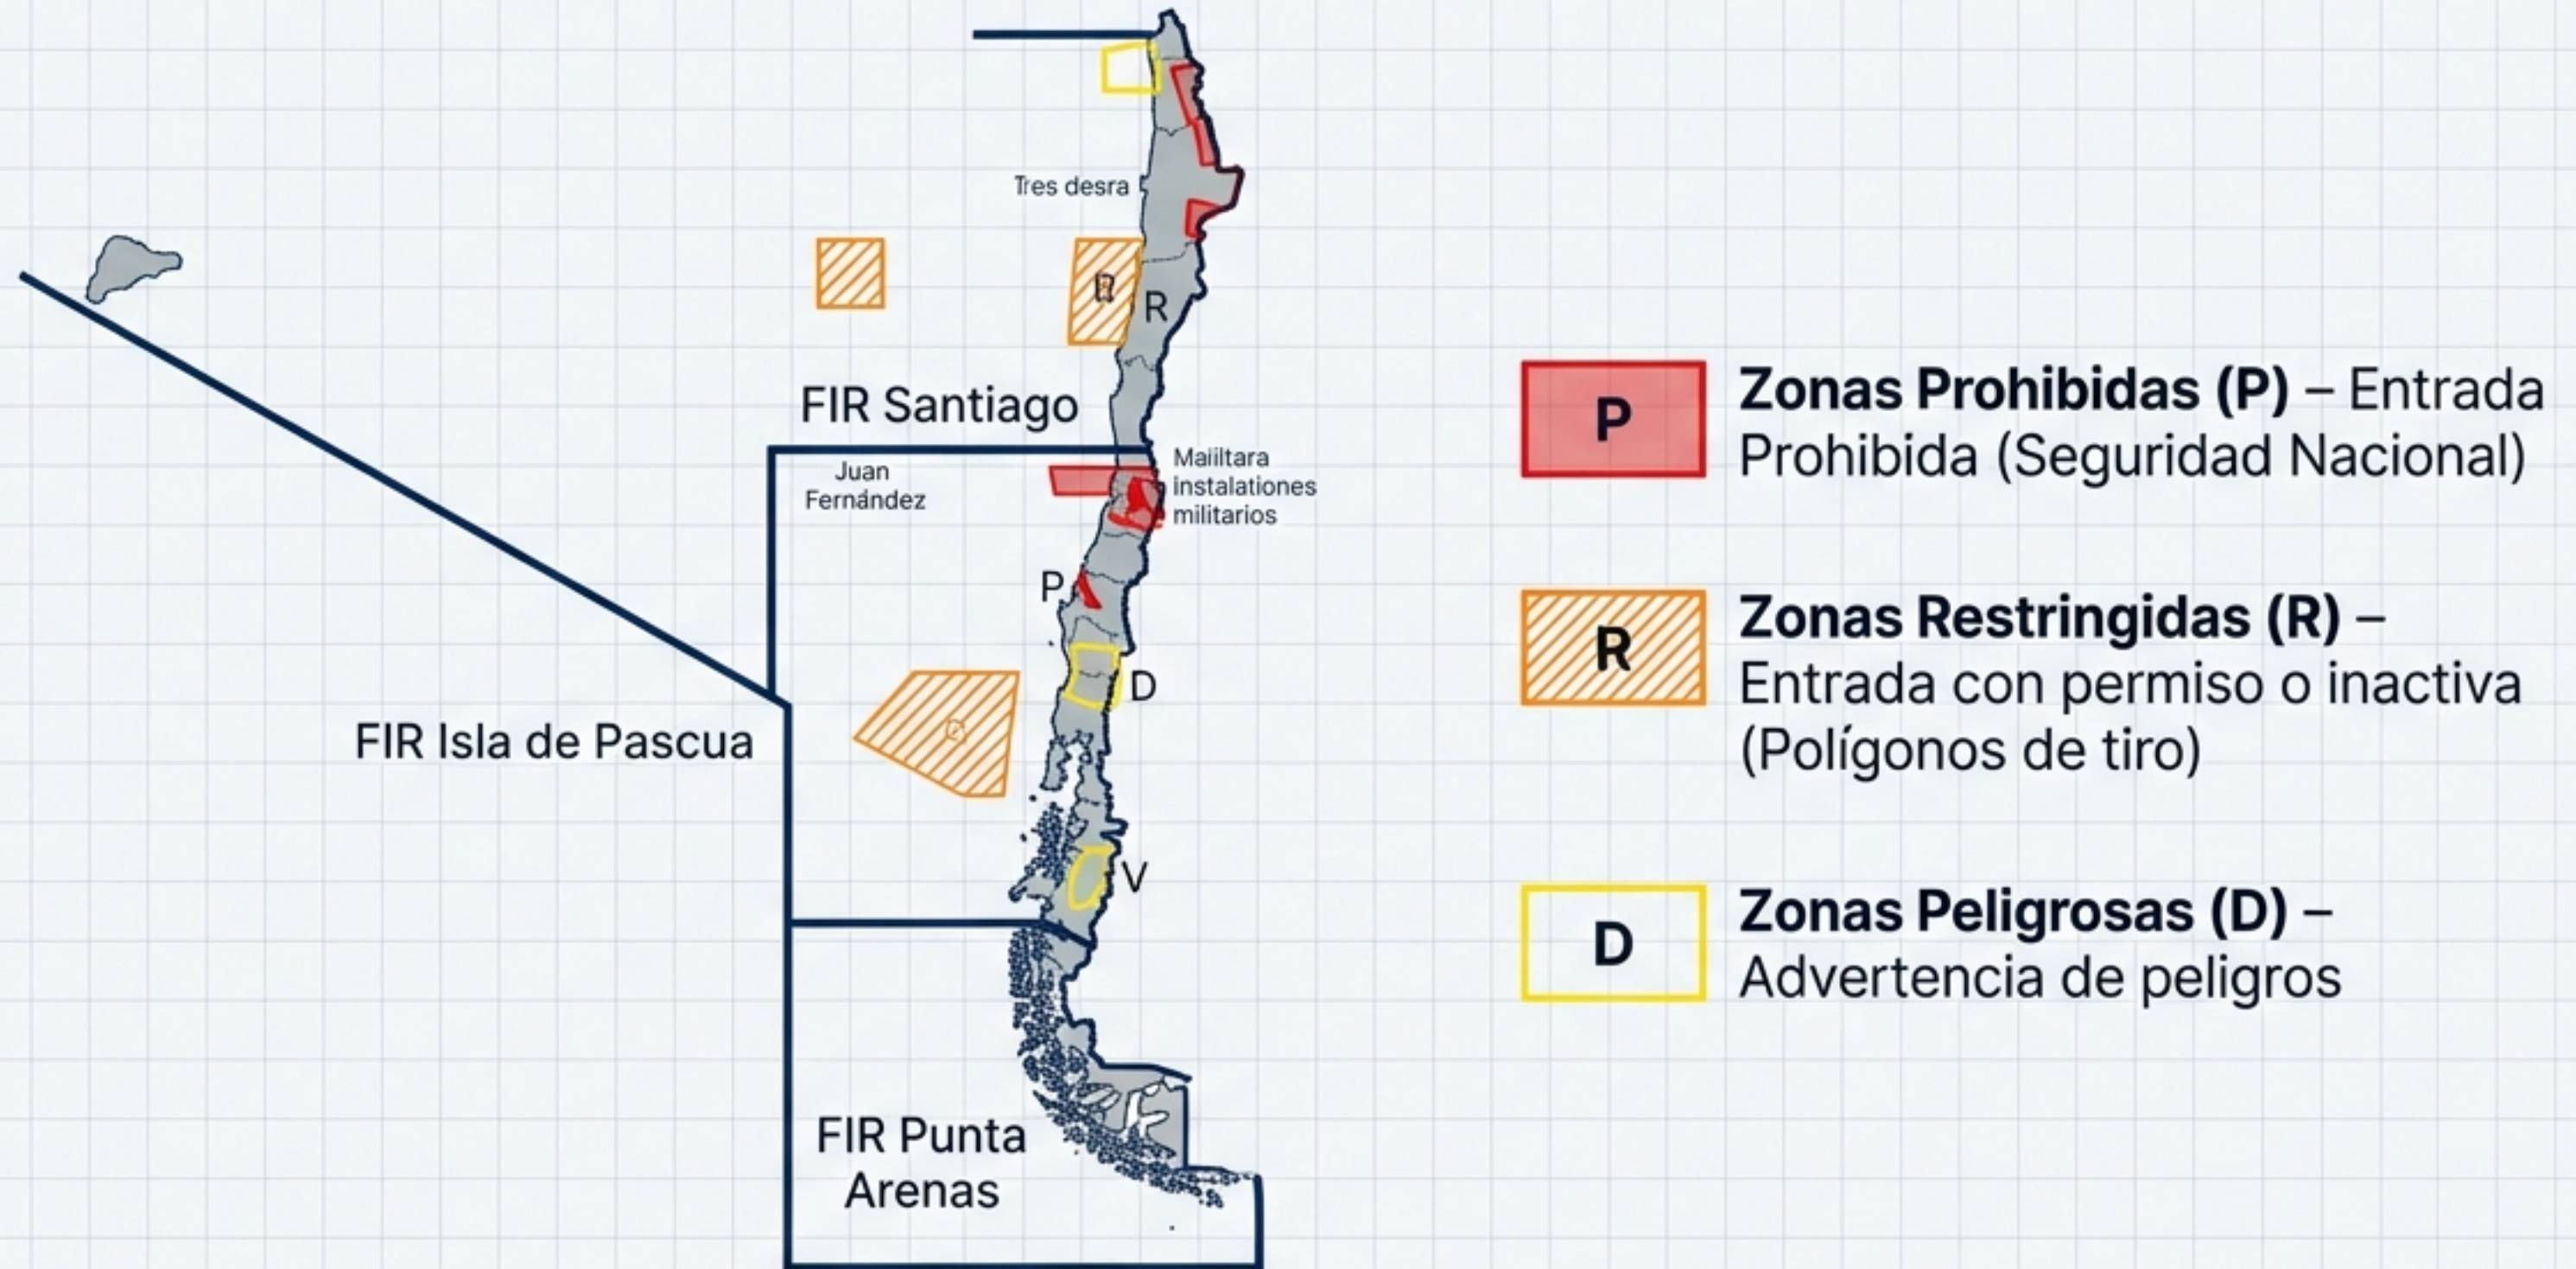 Tres desra
R
FIR Santiago
Juan
Fernández
Maiiltara
instalationes
militarios
P
D
FIR Isla de Pascua
V
FIR Punta
Arenas
P
Zonas Prohibidas (P) – Entrada
Prohibida (Seguridad Nacional)
R
Zonas Restringidas (R) –
Entrada con permiso o inactiva
(Polígonos de tiro)
D
Zonas Peligrosas (D) –
Advertencia de peligros